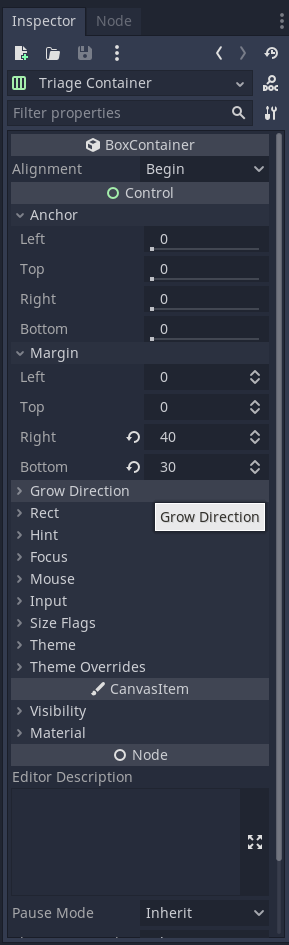 Inspector Node
Triage Container
DOC
Filter properties
BoxContainer
Alignment Begin
Control
Anchor
Left 0
Top 0
Right 0
Bottom 0
Margin
Left 0
Top 0
Right 40
Bottom 30
Grow Direction
Rect
Grow Direction
Hint
Focus
Mouse
Input
Size Flags
Theme
Theme Overrides
CanvasItem
Visibility
Material
Node
Editor Description
Pause Mode Inherit